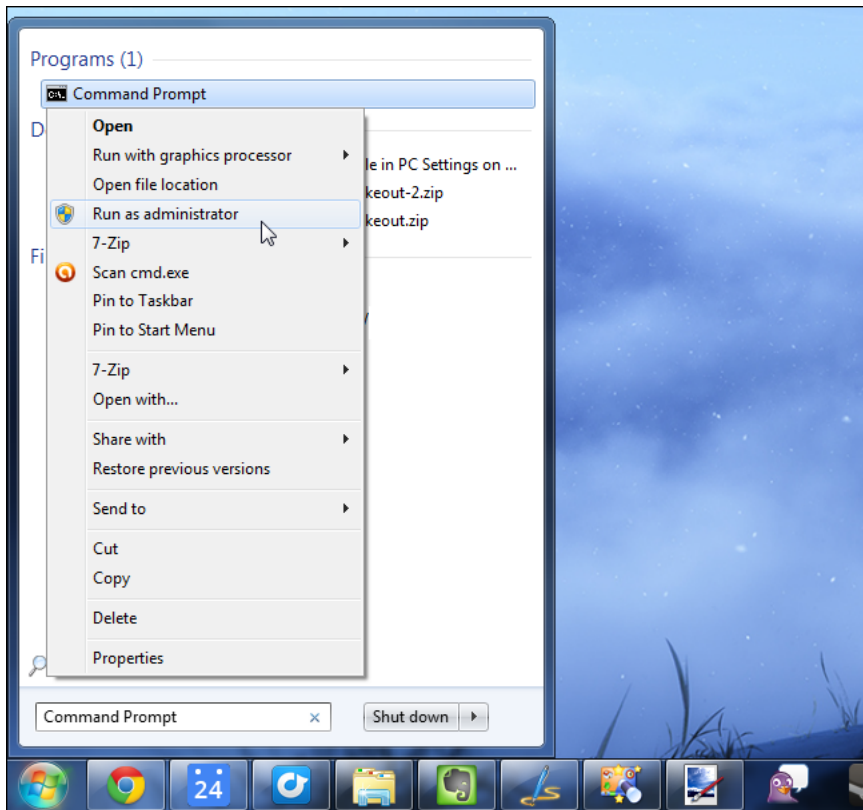 Programs (1)
Command Prompt
D
Open
Run with graphics processor
le in PC Settings on ...
Open file location
keout-2.zip
Run as administrator
keout.zip
7-Zip
Fi
Scan cmd.exe
Pin to Taskbar
Pin to Start Menu
7-Zip
Open with...
Share with
Restore previous versions
Send to
Cut
Copy
Delete
Properties
Command Prompt
Shut down
24